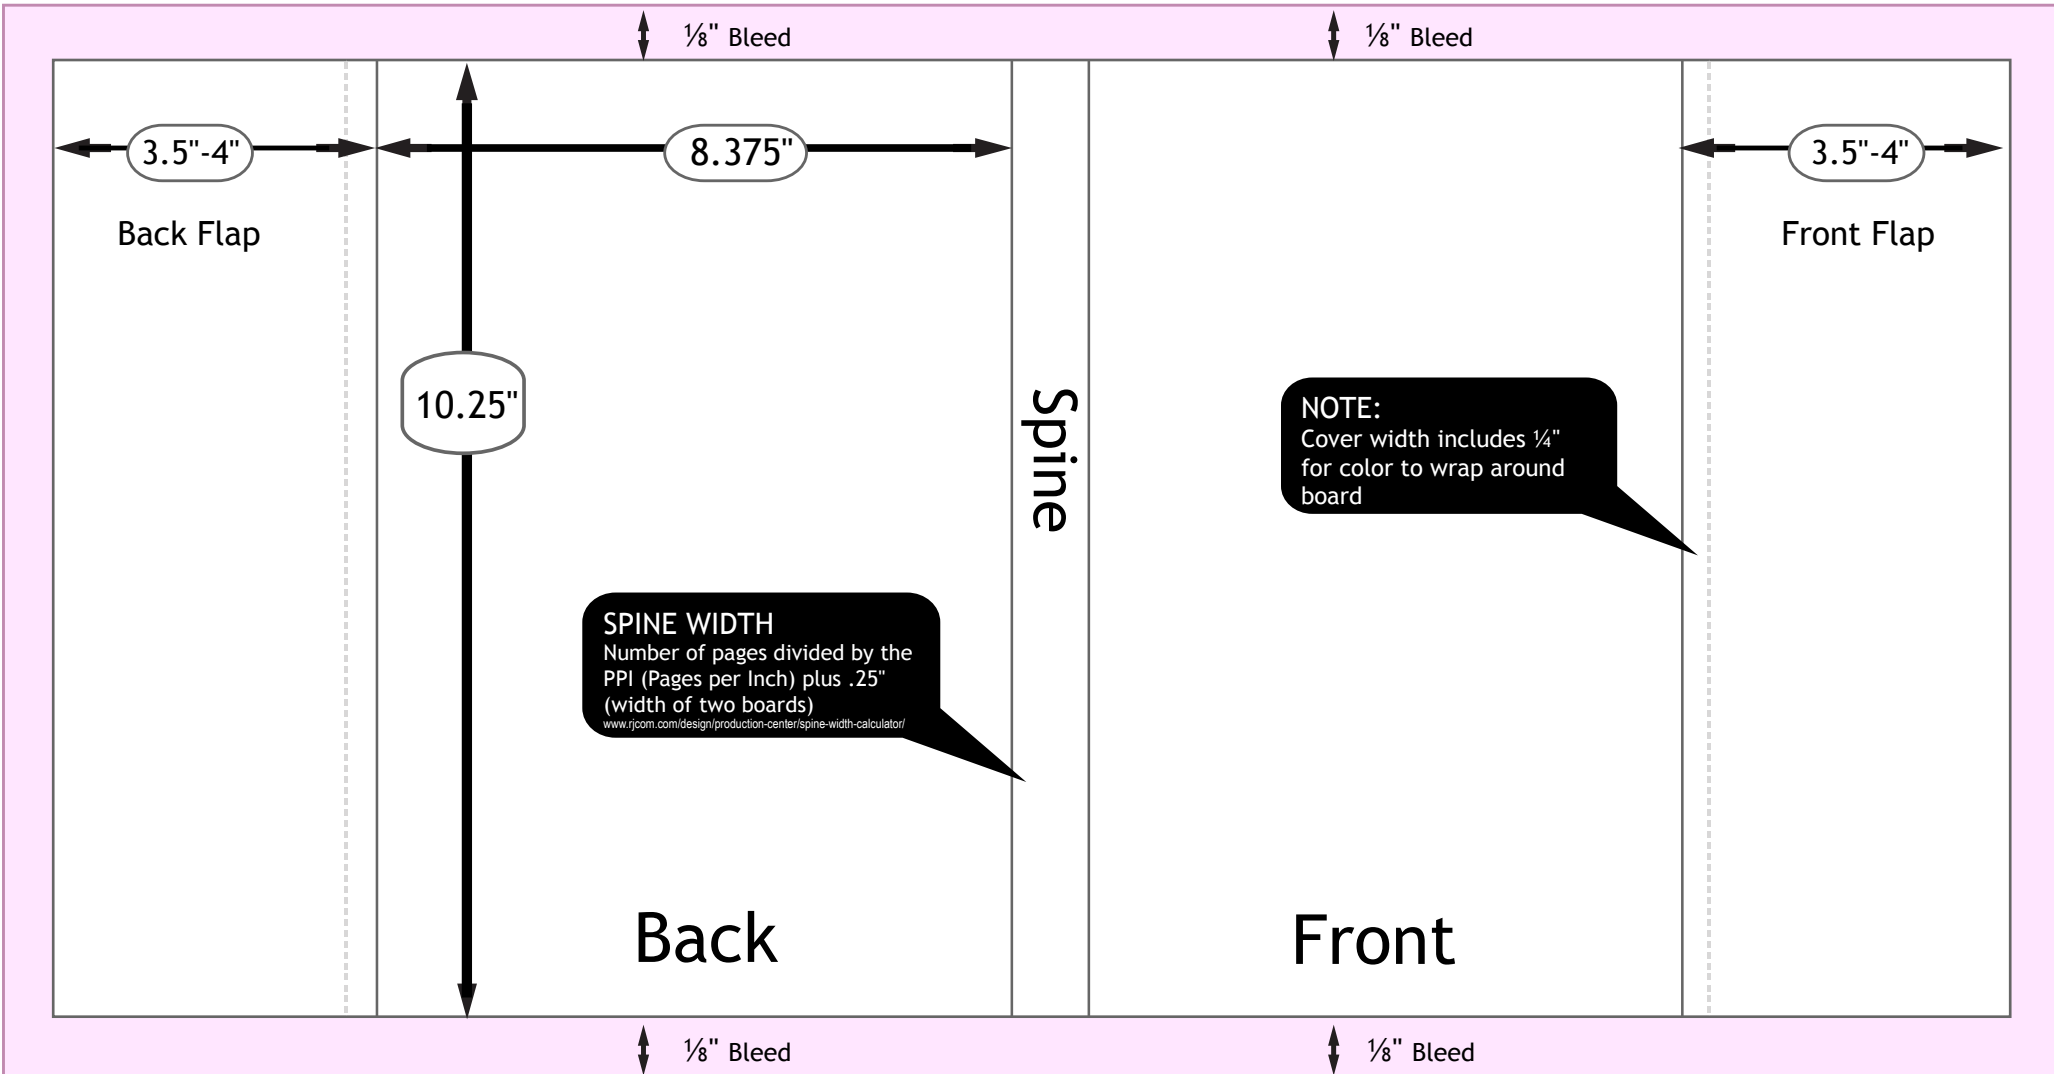 ⅛" Bleed
⅛" Bleed
3.5"-4"
8.375"
3.5"-4"
Back Flap
Front Flap
10.25"
Spine
NOTE:
Cover width includes ¼"
for color to wrap around
board
SPINE WIDTH
Number of pages divided by the
PPI (Pages per Inch) plus .25"
(width of two boards)
www.rjcom.com/design/production-center/spine-width-calculator/
Back
Front
⅛" Bleed
⅛" Bleed